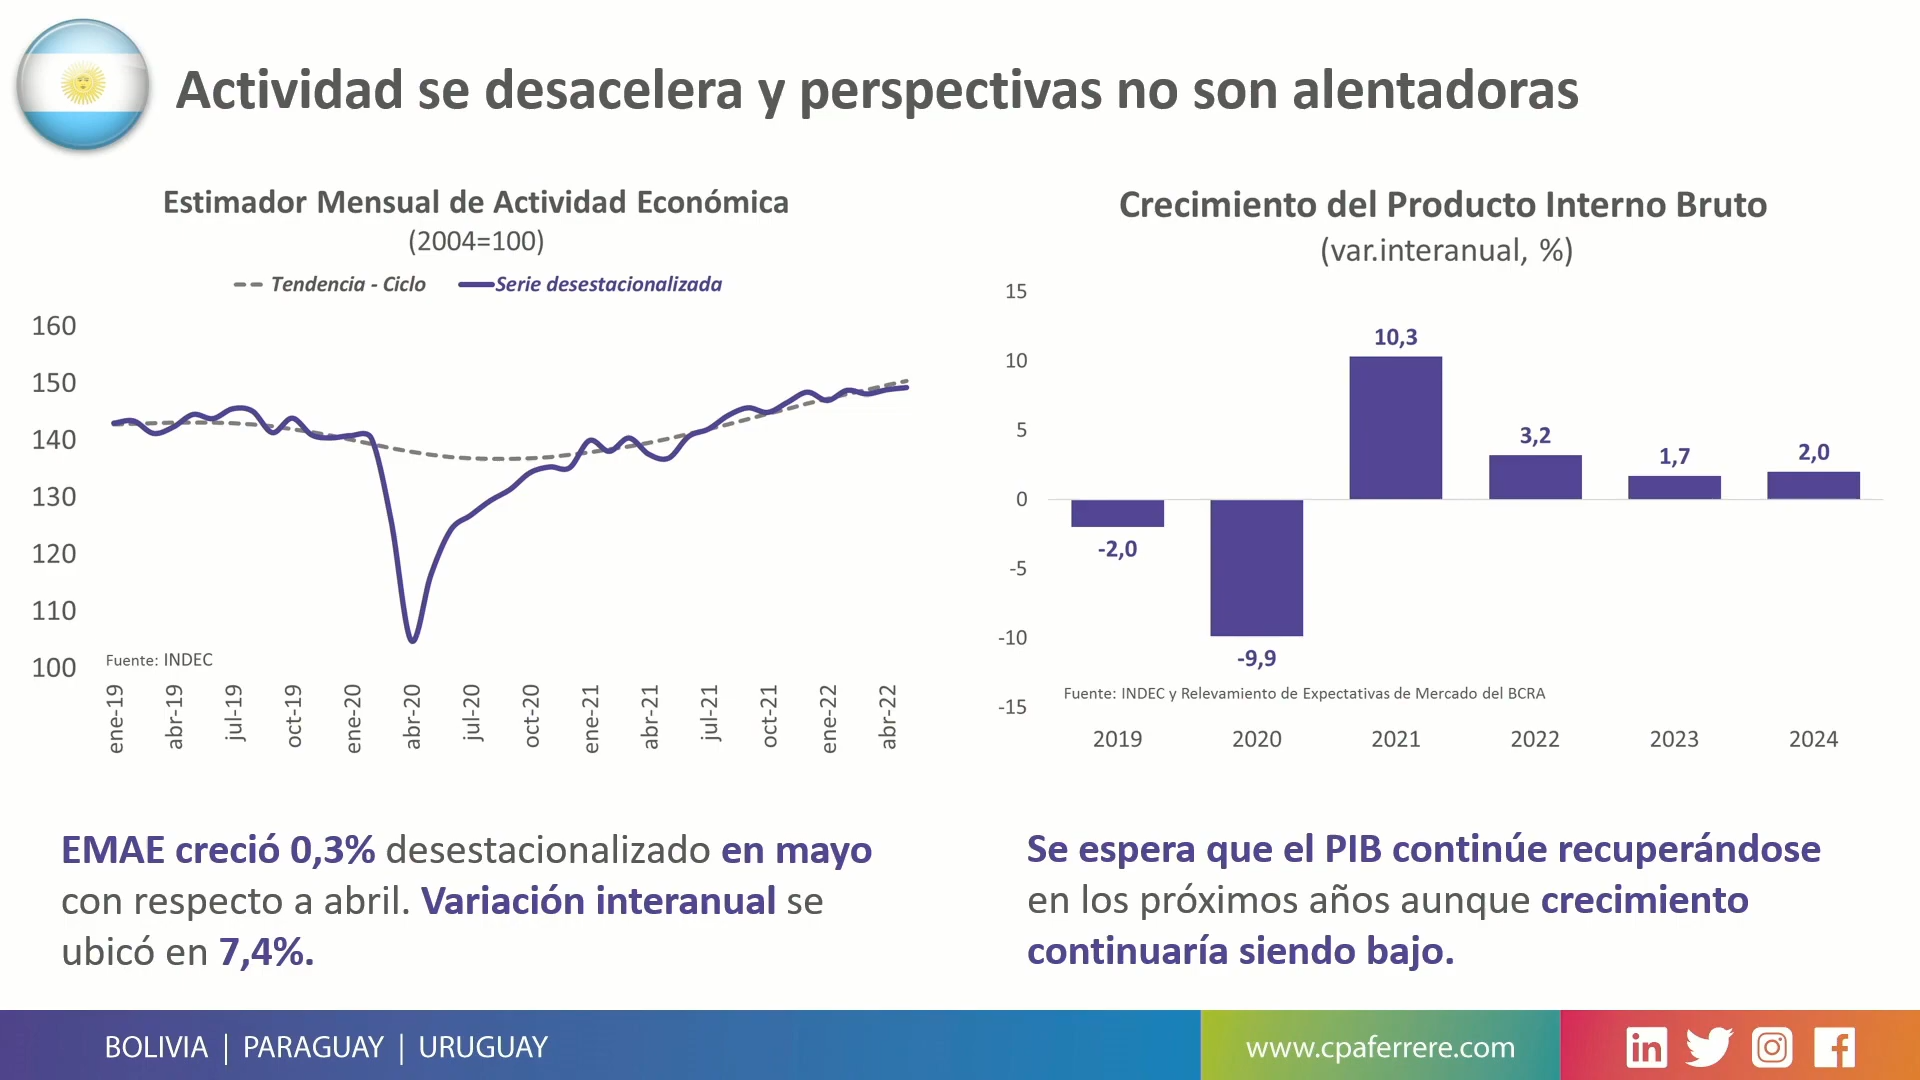 Actividad se desacelera y perspectivas no son alentadoras
Estimador Mensual de Actividad Económica
(2004=100)
Tendencia - Ciclo
Serie desestacionalizada
160
150
140
130
120
110
100
Fuente: INDEC
ene-19
abr-19
jul-19
oct-19
ene-20
abr-20
jul-20
oct-20
ene-21
abr-21
jul-21
oct-21
ene-22
abr-22
EMAE creció 0,3% desestacionalizado en mayo
con respecto a abril. Variación interanual se
ubicó en 7,4%.
Crecimiento del Producto Interno Bruto
(var.interanual, %)
15
10
5
0
-5
-10
-15
-2,0
-9,9
10,3
3,2
1,7
2,0
Fuente: INDEC y Relevamiento de Expectativas de Mercado del BCRA
2019
2020
2021
2022
2023
2024
Se espera que el PIB continúe recuperándose
en los próximos años aunque crecimiento
continuaría siendo bajo.
BOLIVIA | PARAGUAY | URUGUAY
www.cpaferrere.com
in